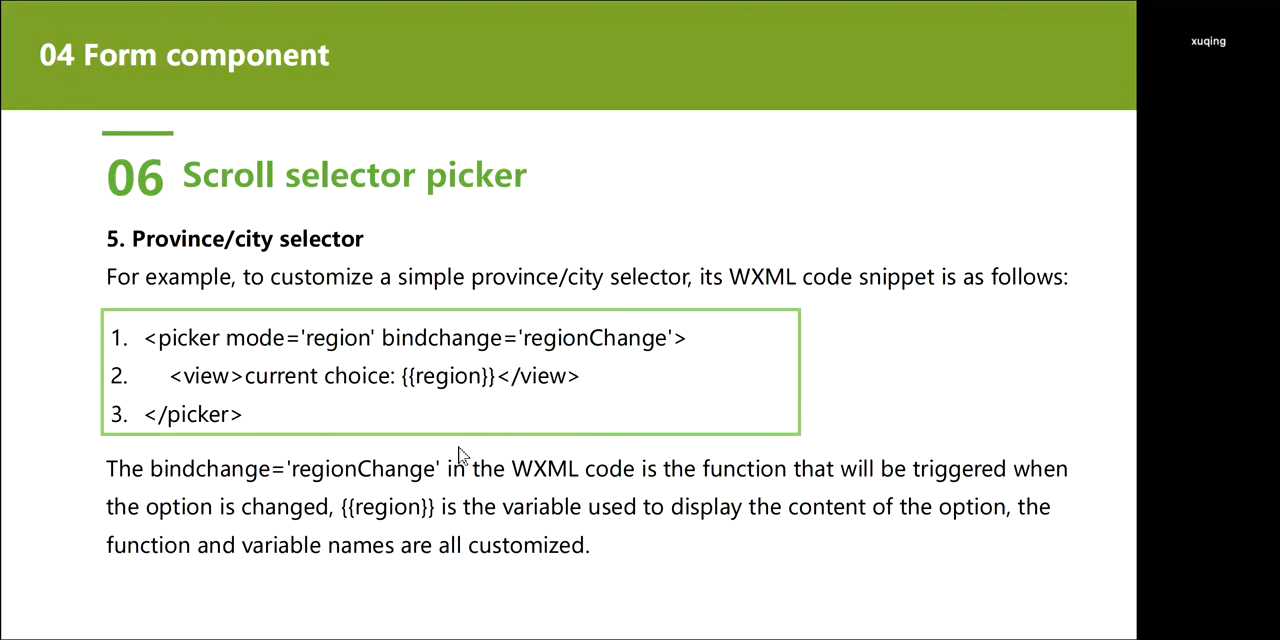 04 Form component
xuqing
06 Scroll selector picker
5. Province/city selector
For example, to customize a simple province/city selector, its WXML code snippet is as follows:
1. <picker mode='region' bindchange='regionChange'>
2. <view>current choice: {{region}}</view>
3. </picker>
The bindchange='regionChange' in the WXML code is the function that will be triggered when
the option is changed, {{region}} is the variable used to display the content of the option, the
function and variable names are all customized.